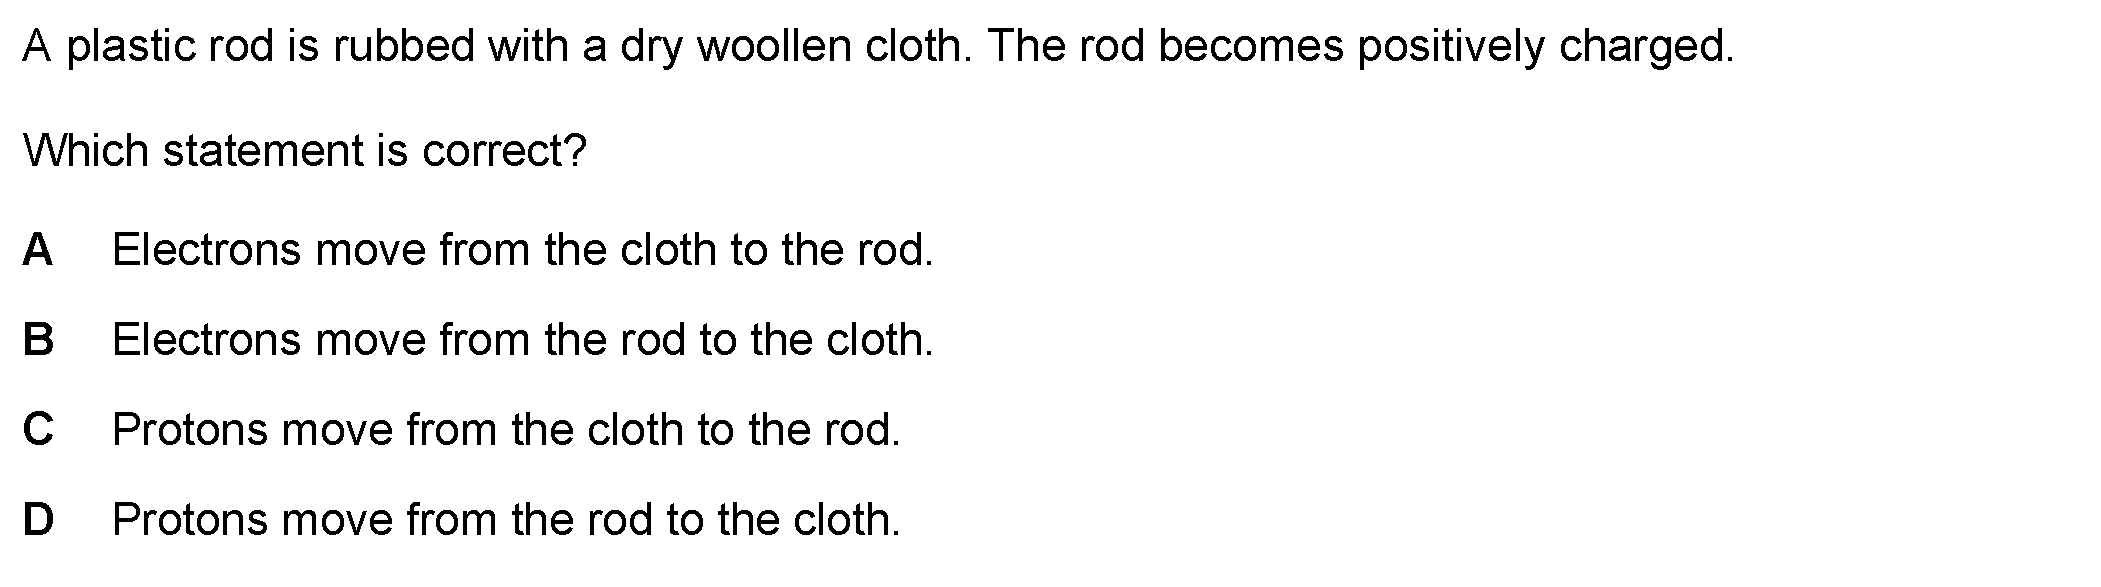 A plastic rod is rubbed with a dry woollen cloth. The rod becomes positively charged.
Which statement is correct?
A Electrons move from the cloth to the rod.
B Electrons move from the rod to the cloth.
C Protons move from the cloth to the rod.
D Protons move from the rod to the cloth.